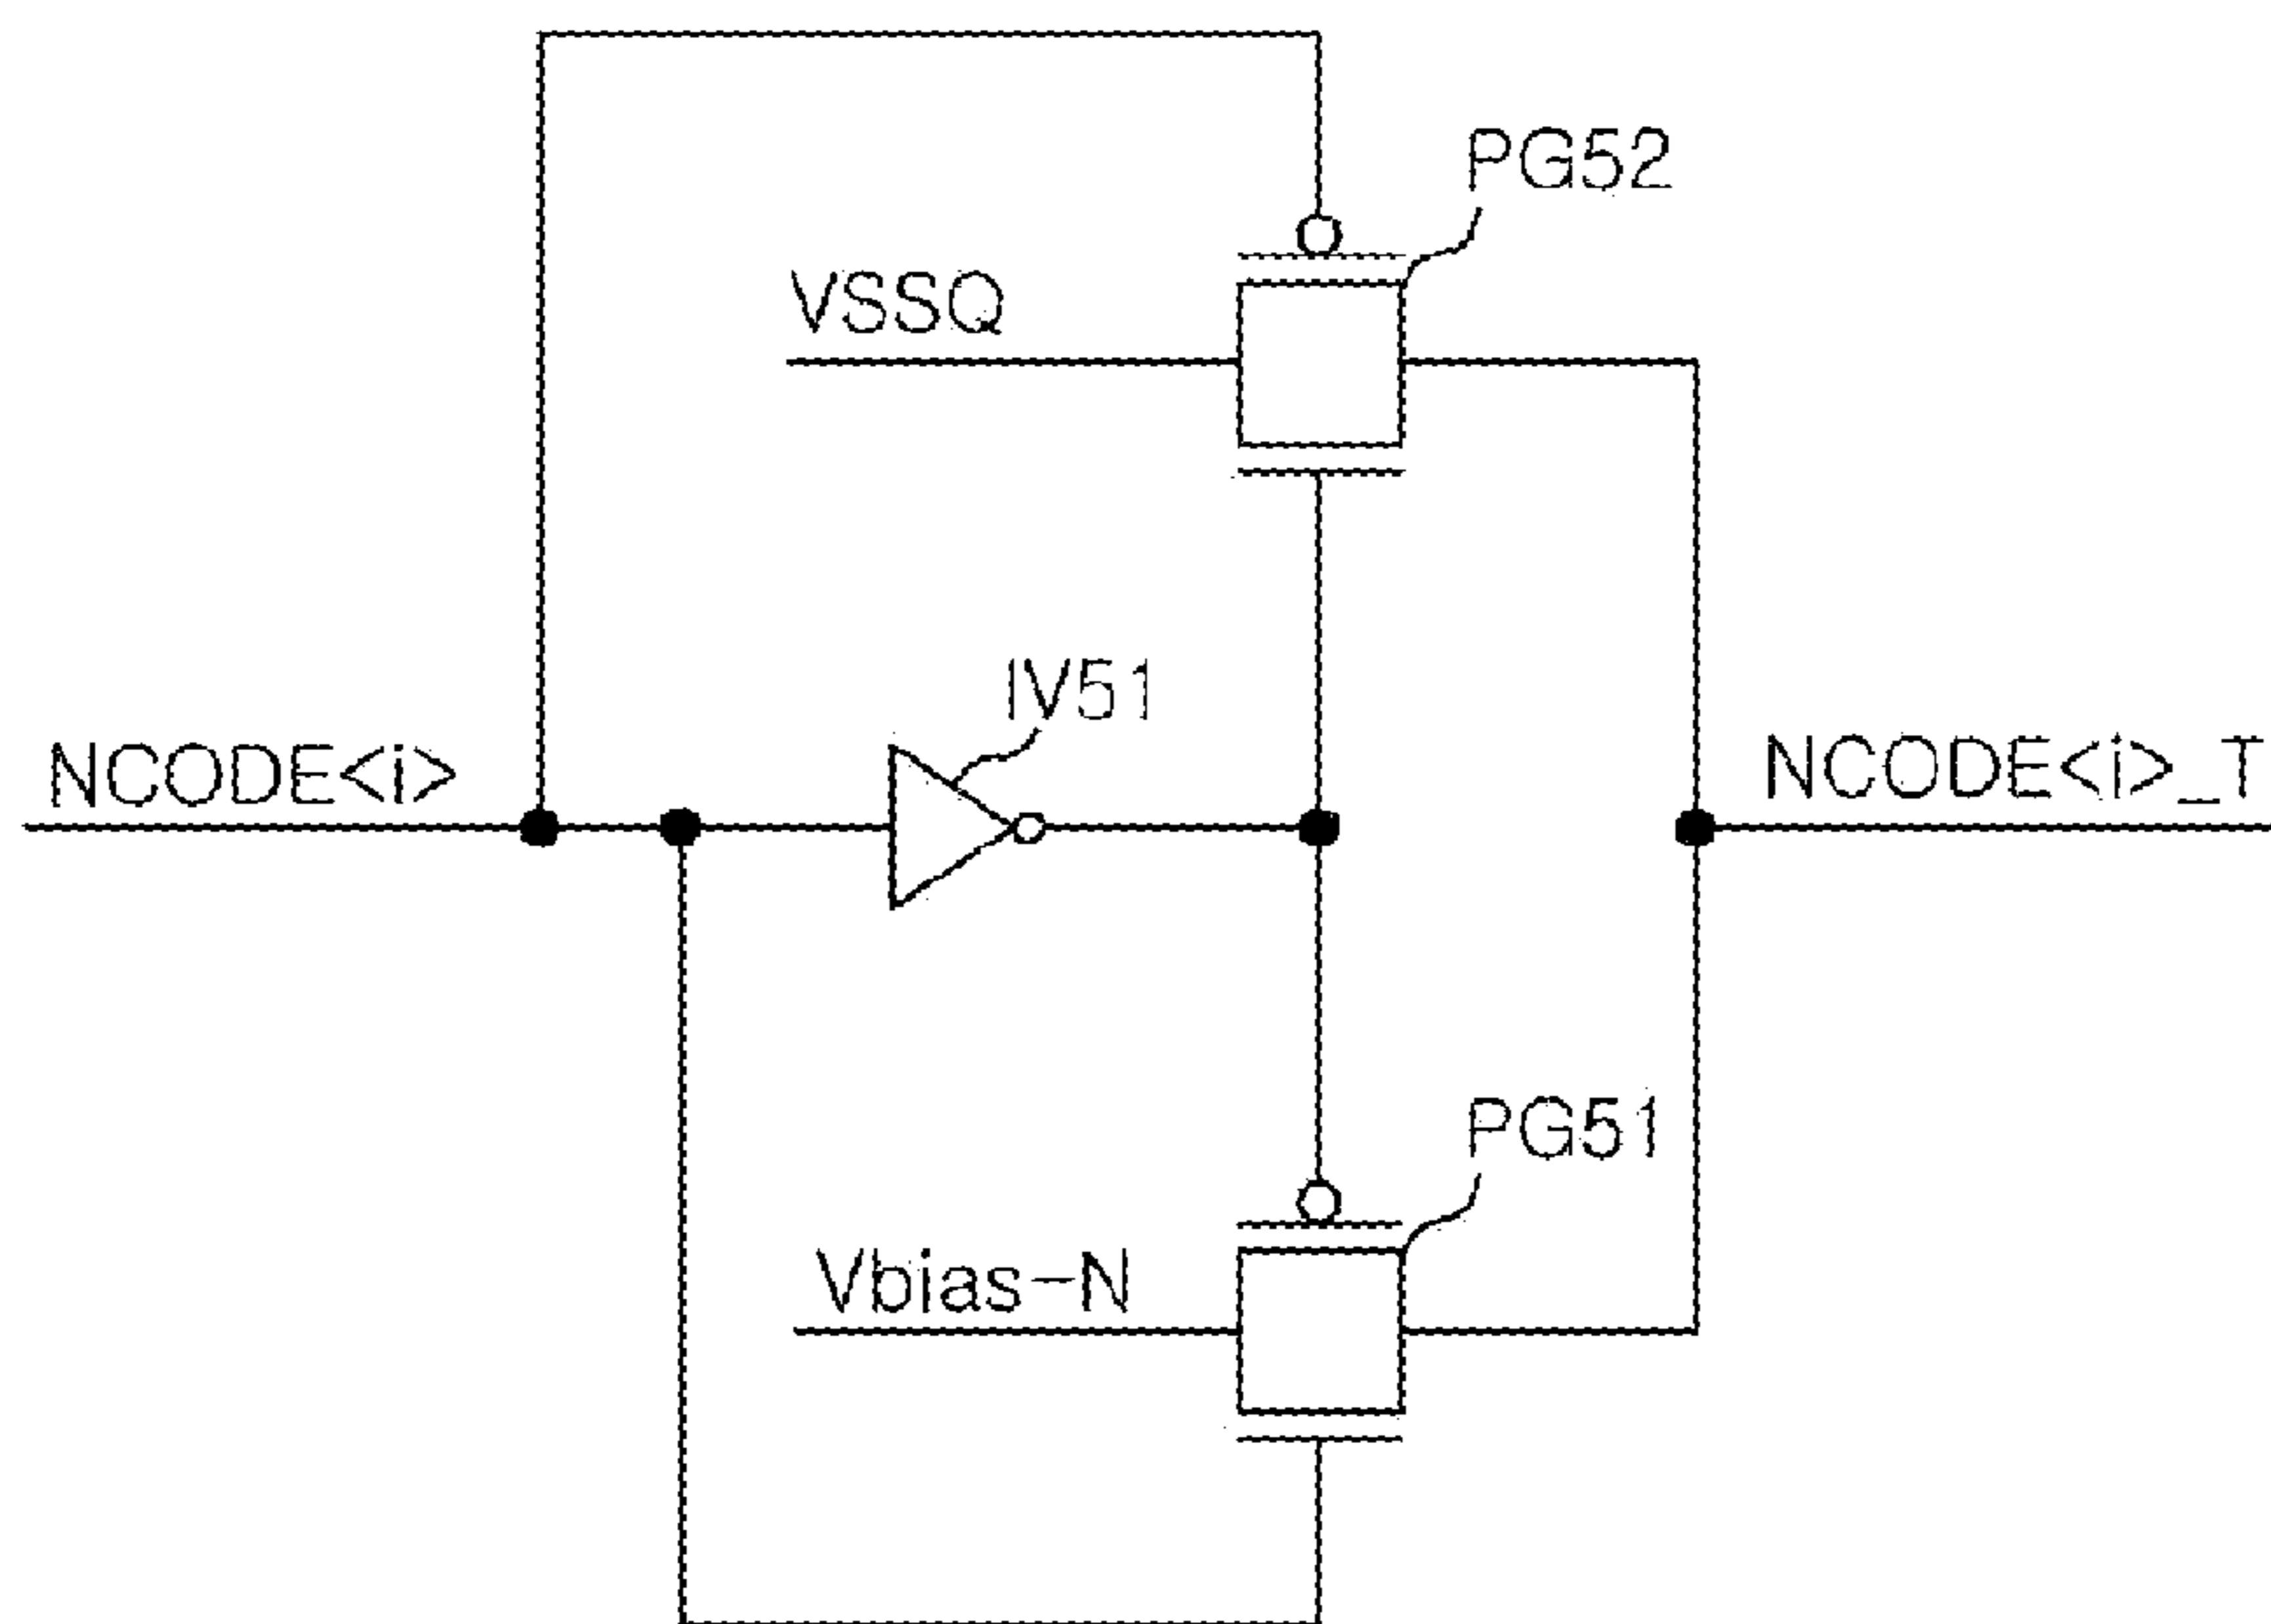 PG52
VSSQ
IV51
NCODE<i>
NCODE<i>_T
PG51
Vbias-N